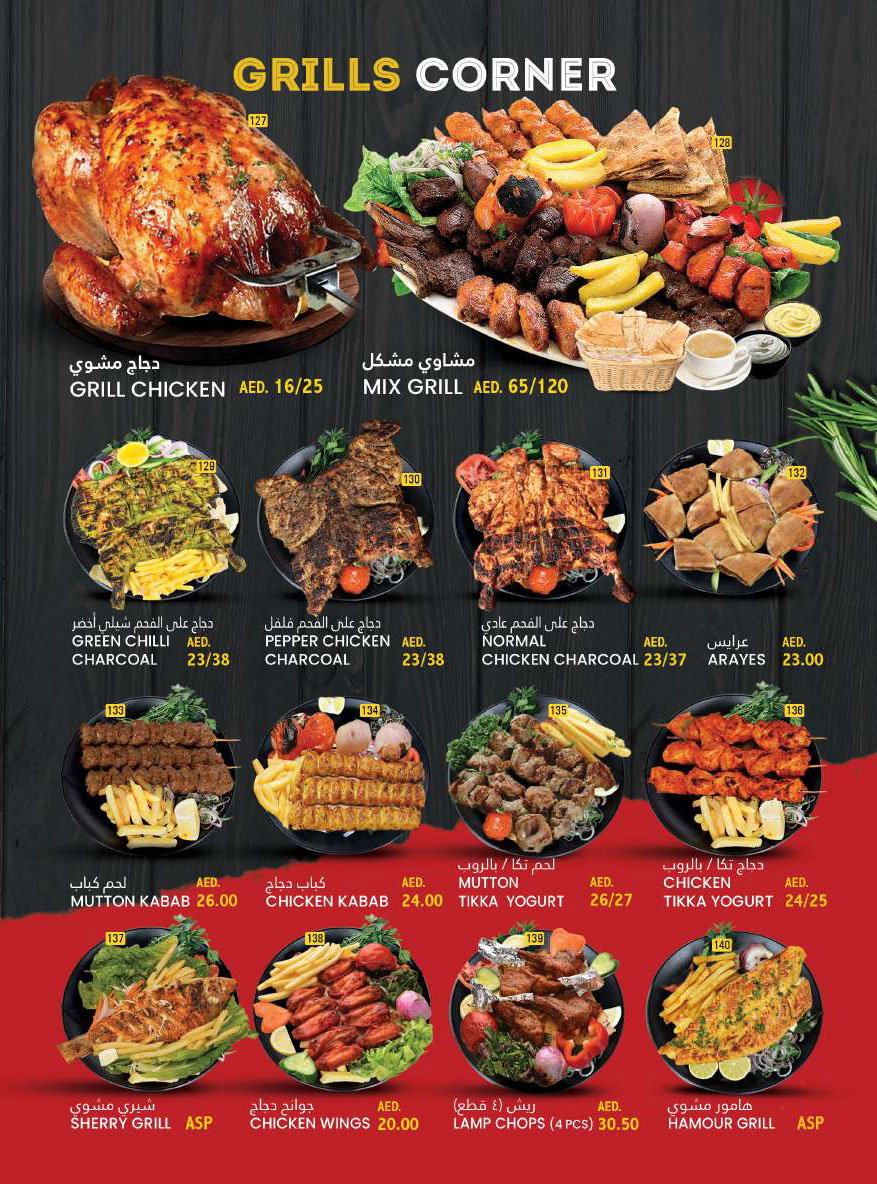 GRILLS CORNER
127
128
دجاج مشوي
GRILL CHICKEN AED. 16/25
مشاوي مشكل
MIX GRILL AED. 65/120
129
130
131
132
دجاج على الفحم شيلي أخضر
GREEN CHILLI AED.
CHARCOAL 23/38
دجاج على الفحم فلفل
PEPPER CHICKEN AED.
CHARCOAL 23/38
دجاج على الفحم عادي
NORMAL AED.
CHICKEN CHARCOAL 23/37
عرايس AED.
ARAYES 23.00
133
134
135
136
لحم كباب AED.
MUTTON KABAB 26.00
كباب دجاج AED.
CHICKEN KABAB 24.00
لحم تكا / بالروب
MUTTON AED.
TIKKA YOGURT 26/27
دجاج تكا / بالروب
CHICKEN AED.
TIKKA YOGURT 24/25
137
138
139
140
شيري مشوي
SHERRY GRILL ASP
جوانح دجاج AED.
CHICKEN WINGS 20.00
ريش (٤ قطع) AED.
LAMP CHOPS (4 PCS) 30.50
هامور مشوي
HAMOUR GRILL ASP